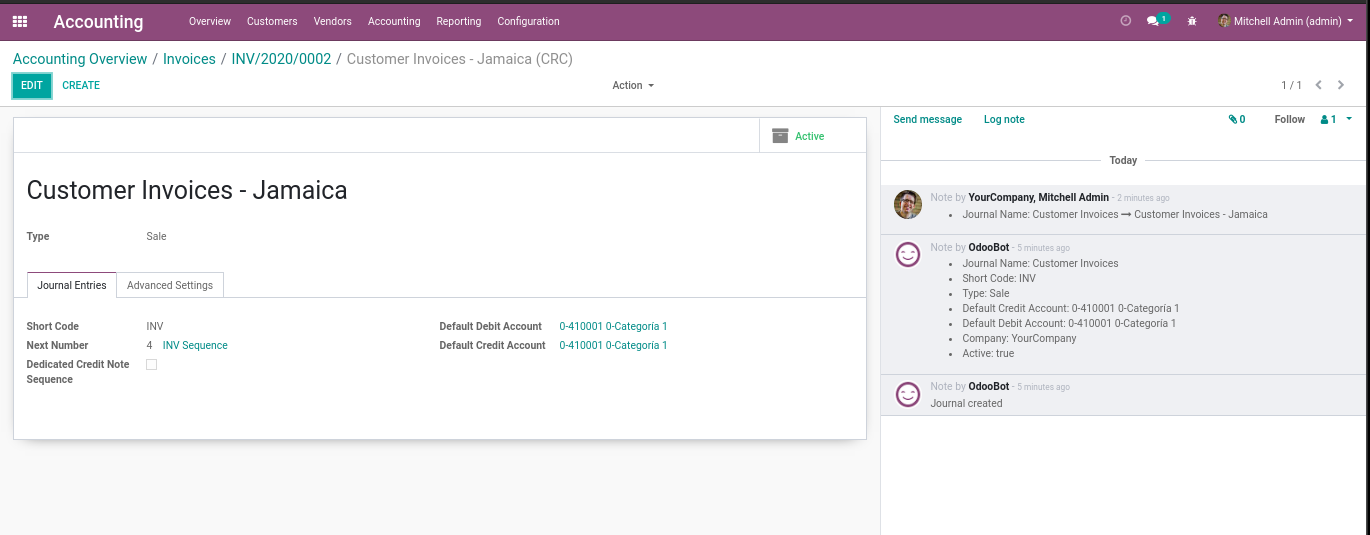 Accounting Overview Customers Vendors Accounting Reporting Configuration 1 Mitchell Admin (admin)
Accounting Overview / Invoices / INV/2020/0002 / Customer Invoices - Jamaica (CRC)
EDIT CREATE Action 1 / 1
Active
Customer Invoices - Jamaica
Type Sale
Journal Entries Advanced Settings
Short Code INV
Next Number 4 INV Sequence
Dedicated Credit Note
Sequence
Default Debit Account 0-410001 0-Categoría 1
Default Credit Account 0-410001 0-Categoría 1
Send message Log note 0 Follow 1
Today
Note by YourCompany, Mitchell Admin - 2 minutes ago
• Journal Name: Customer Invoices → Customer Invoices - Jamaica
Note by OdooBot - 5 minutes ago
• Journal Name: Customer Invoices
• Short Code: INV
• Type: Sale
• Default Credit Account: 0-410001 0-Categoría 1
• Default Debit Account: 0-410001 0-Categoría 1
• Company: YourCompany
• Active: true
Note by OdooBot - 5 minutes ago
Journal created